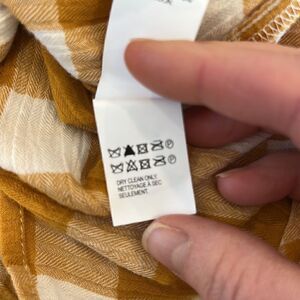 DRY CLEAN ONLY
NETTOYAGE À SEC
SEULEMENT.